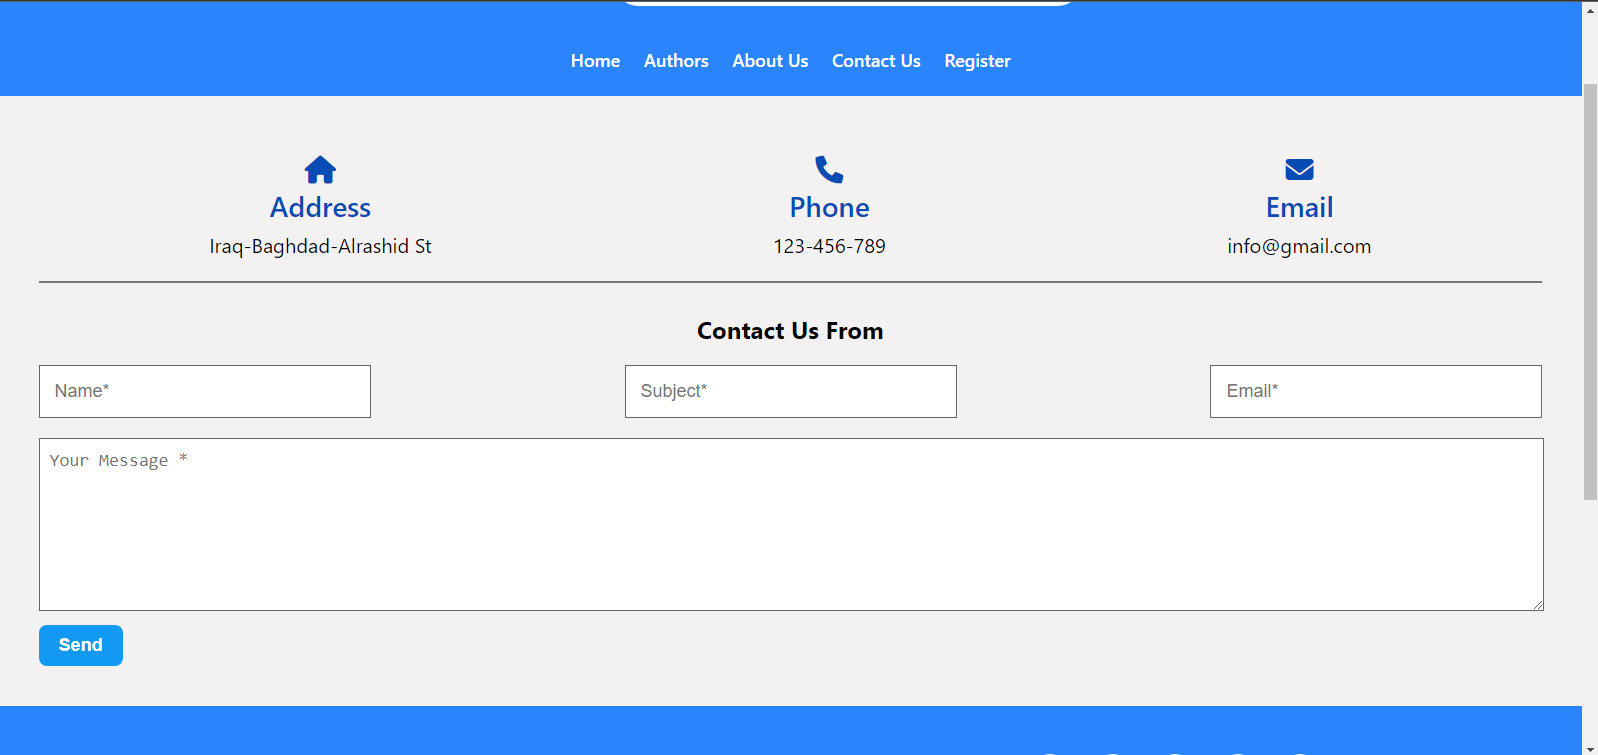 Home Authors About Us Contact Us Register
Address Phone Email
Iraq-Baghdad-Alrashid St 123-456-789 info@gmail.com
Contact Us From
Name* Subject* Email*
Your Message *
Send